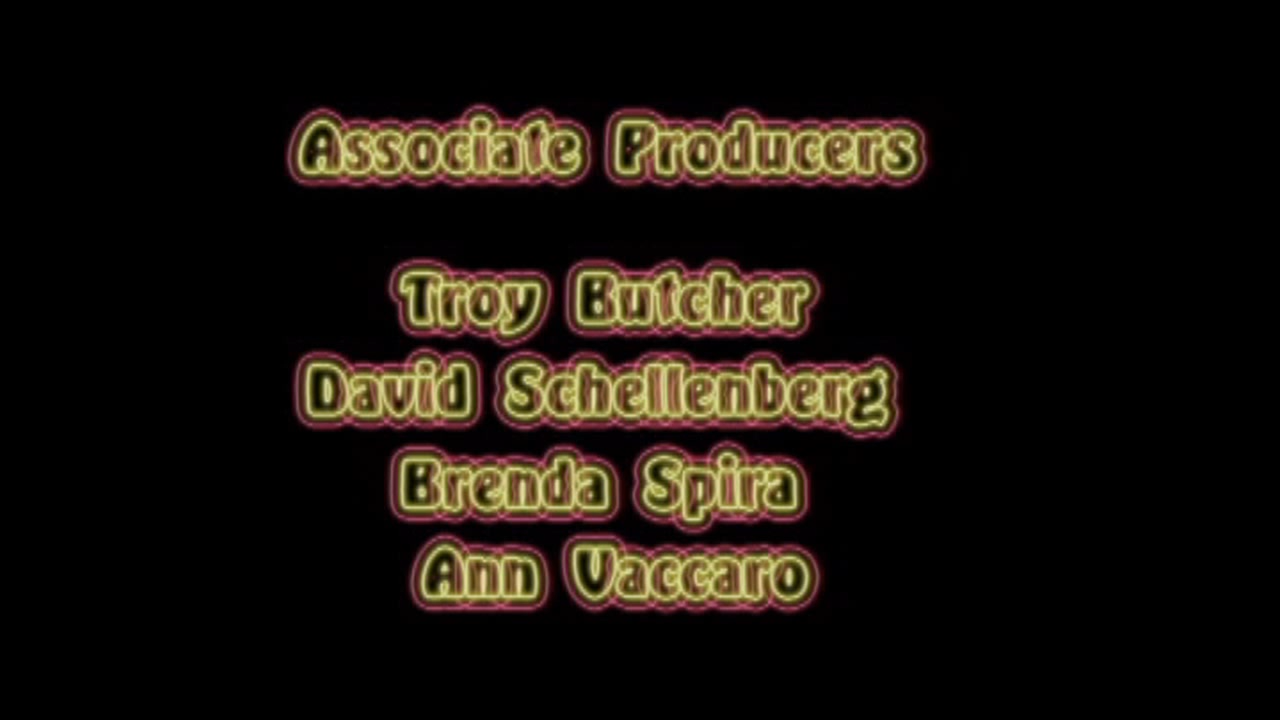 Associate Producers
Troy Butcher
David Schellenberg
Brenda Spira
Ann Vaccaro